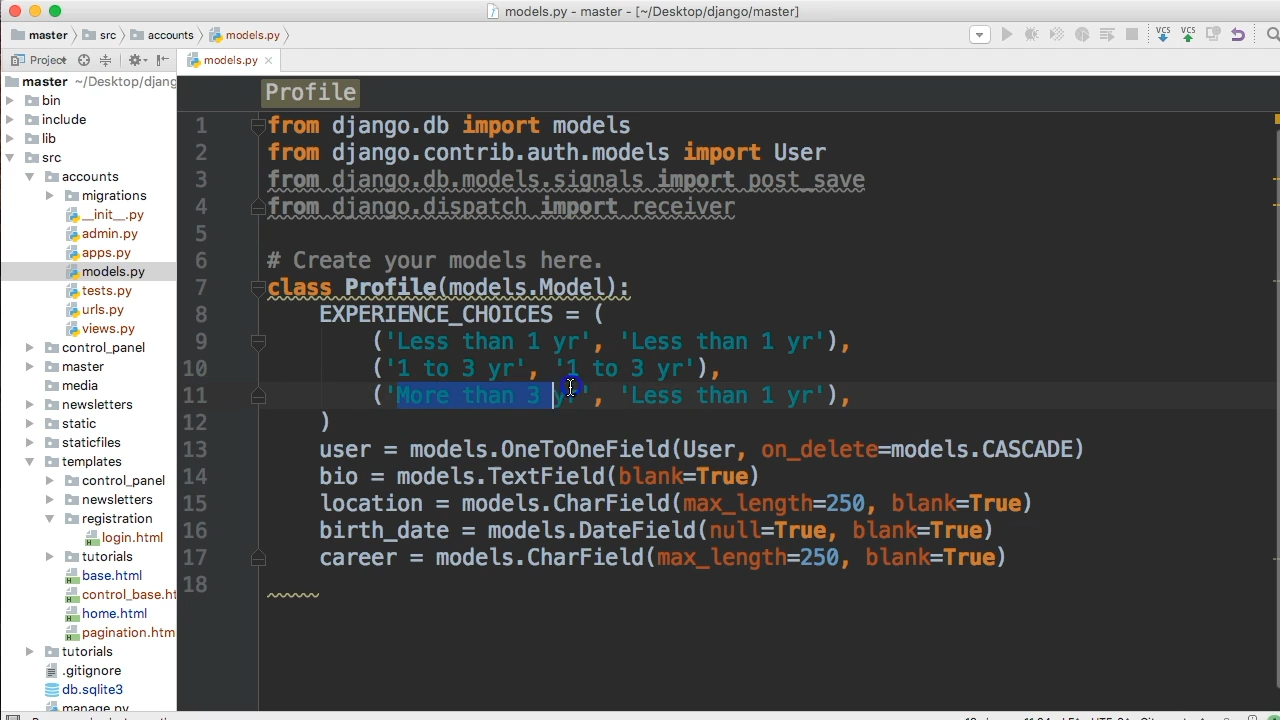 models.py - master - [~/Desktop/django/master]
master src accounts models.py
Project models.py
master ~/Desktop/djang
bin
include
lib
src
accounts
migrations
__init__.py
admin.py
apps.py
models.py
tests.py
urls.py
views.py
control_panel
master
media
newsletters
static
staticfiles
templates
control_panel
newsletters
registration
login.html
tutorials
base.html
control_base.ht
home.html
pagination.htm
tutorials
.gitignore
db.sqlite3
manage.py
VCS VCS
Profile
1 from django.db import models
2 from django.contrib.auth.models import User
3 from django.db.models.signals import post_save
4 from django.dispatch import receiver
5
6 # Create your models here.
7 class Profile(models.Model):
8 EXPERIENCE_CHOICES = (
9 ('Less than 1 yr', 'Less than 1 yr'),
10 ('1 to 3 yr', '1 to 3 yr'),
11 ('More than 3 yr', 'Less than 1 yr'),
12 )
13 user = models.OneToOneField(User, on_delete=models.CASCADE)
14 bio = models.TextField(blank=True)
15 location = models.CharField(max_length=250, blank=True)
16 birth_date = models.DateField(null=True, blank=True)
17 career = models.CharField(max_length=250, blank=True)
18